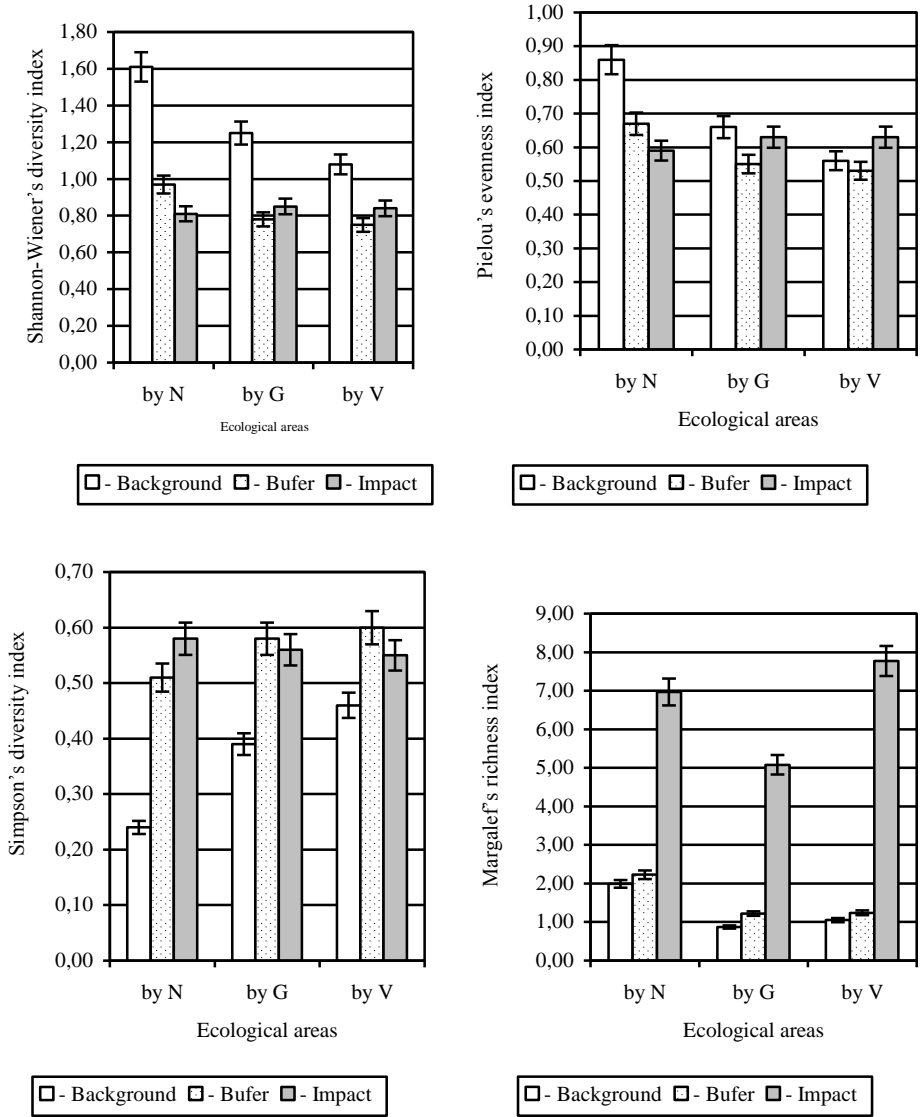 Shannon-Wiener's diversity index
1,80
1,60
1,40
1,20
1,00
0,80
0,60
0,40
0,20
0,00
by N by G by V
Ecological areas
- Background - Bufer - Impact
Pielou's evenness index
1,00
0,90
0,80
0,70
0,60
0,50
0,40
0,30
0,20
0,10
0,00
by N by G by V
Ecological areas
- Background - Bufer - Impact
Simpson's diversity index
0,70
0,60
0,50
0,40
0,30
0,20
0,10
0,00
by N by G by V
Ecological areas
- Background - Bufer - Impact
Margalef's richness index
9,00
8,00
7,00
6,00
5,00
4,00
3,00
2,00
1,00
0,00
by N by G by V
Ecological areas
- Background - Bufer - Impact